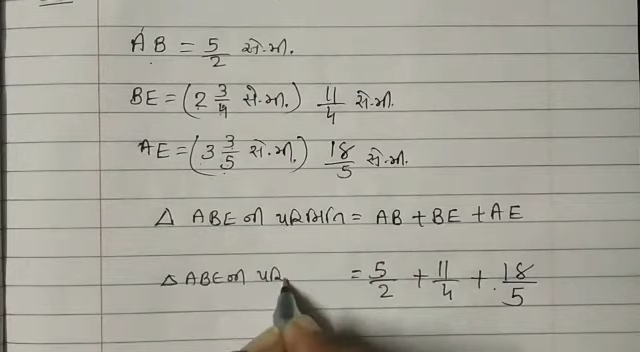 AB = 5/2 સે.મી.
BE = (2 3/4 સે.મી.) 11/4 સે.મી.
AE = (3 3/5 સે.મી.) 18/5 સે.મી.
△ ABE ની પરિમિતિ = AB + BE + AE
△ ABE ની પરિ = 5/2 + 11/4 + 18/5